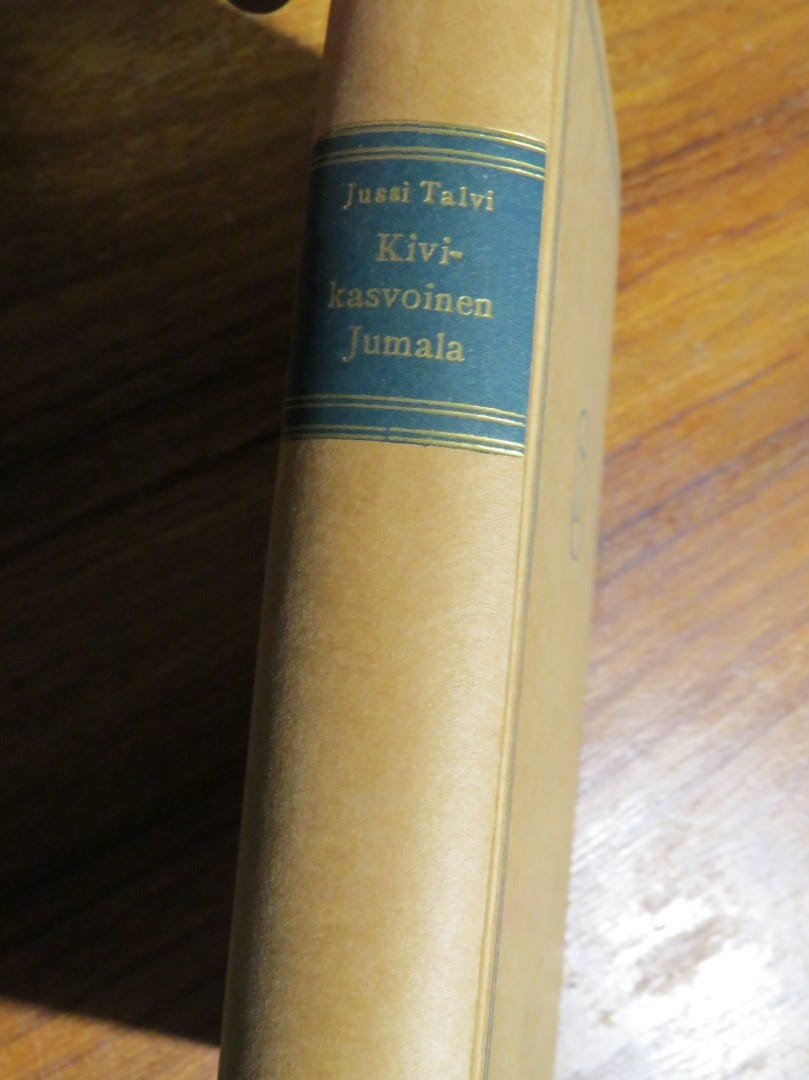 Jussi Talvi
Kivi-
kasvoinen
Jumala